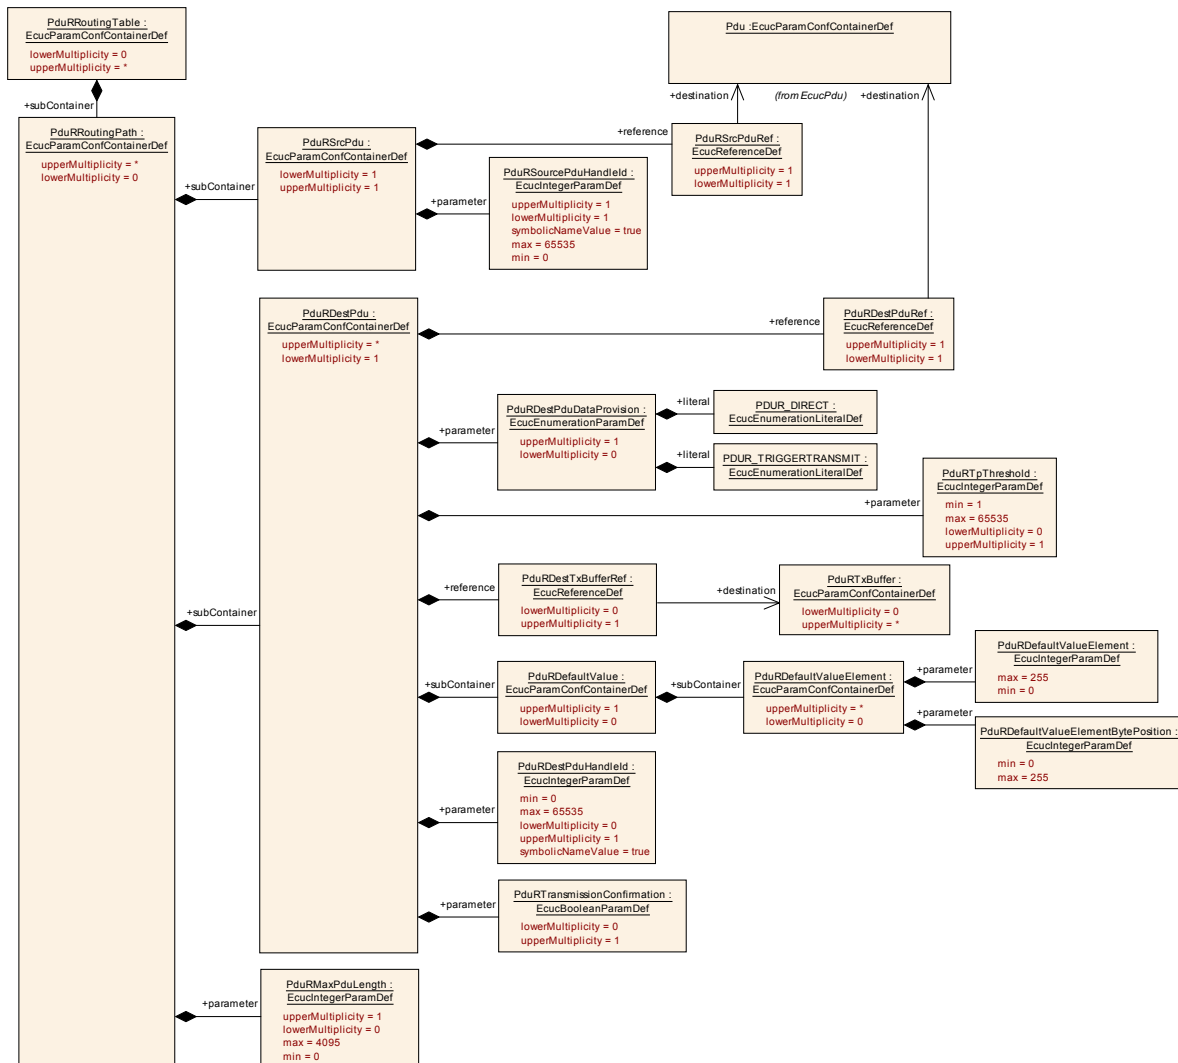 PduRRoutingTable :
EcucParamConfContainerDef
lowerMultiplicity = 0
upperMultiplicity = *
+subContainer
PduRRoutingPath :
EcucParamConfContainerDef
upperMultiplicity = *
lowerMultiplicity = 0
Pdu :EcucParamConfContainerDef
(from EcucPdu)
+destination
+destination
+subContainer
PduRSrcPdu :
EcucParamConfContainerDef
lowerMultiplicity = 1
upperMultiplicity = 1
+reference
PduRSrcPduRef :
EcucReferenceDef
upperMultiplicity = 1
lowerMultiplicity = 1
+parameter
PduRSourcePduHandleId :
EcucIntegerParamDef
upperMultiplicity = 1
lowerMultiplicity = 1
symbolicNameValue = true
max = 65535
min = 0
+subContainer
PduRDestPdu :
EcucParamConfContainerDef
upperMultiplicity = *
lowerMultiplicity = 1
+reference
PduRDestPduRef :
EcucReferenceDef
upperMultiplicity = 1
lowerMultiplicity = 1
+parameter
PduRDestPduDataProvision :
EcucEnumerationParamDef
upperMultiplicity = 1
lowerMultiplicity = 0
+literal
PDUR_DIRECT :
EcucEnumerationLiteralDef
+literal
PDUR_TRIGGERTRANSMIT :
EcucEnumerationLiteralDef
+parameter
PduRTpThreshold :
EcucIntegerParamDef
min = 1
max = 65535
lowerMultiplicity = 0
upperMultiplicity = 1
+reference
PduRDestTxBufferRef :
EcucReferenceDef
lowerMultiplicity = 0
upperMultiplicity = 1
+destination
PduRTxBuffer :
EcucParamConfContainerDef
lowerMultiplicity = 0
upperMultiplicity = *
+subContainer
PduRDefaultValue :
EcucParamConfContainerDef
upperMultiplicity = 1
lowerMultiplicity = 0
+subContainer
PduRDefaultValueElement :
EcucParamConfContainerDef
upperMultiplicity = *
lowerMultiplicity = 0
+parameter
PduRDefaultValueElement :
EcucIntegerParamDef
max = 255
min = 0
+parameter
PduRDefaultValueElementBytePosition :
EcucIntegerParamDef
min = 0
max = 255
+parameter
PduRDestPduHandleId :
EcucIntegerParamDef
min = 0
max = 65535
lowerMultiplicity = 0
upperMultiplicity = 1
symbolicNameValue = true
+parameter
PduRTransmissionConfirmation :
EcucBooleanParamDef
lowerMultiplicity = 0
upperMultiplicity = 1
+parameter
PduRMaxPduLength :
EcucIntegerParamDef
upperMultiplicity = 1
lowerMultiplicity = 0
max = 4095
min = 0